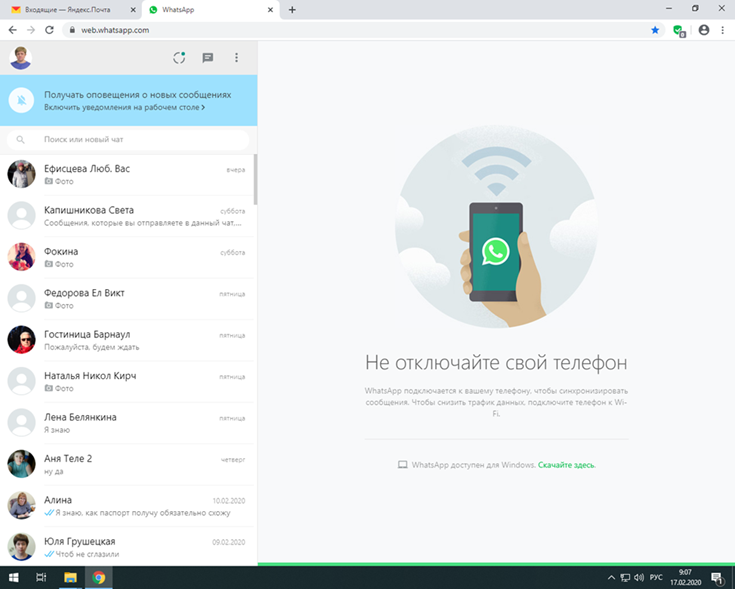 Входящие — Яндекс.Почта
WhatsApp
web.whatsapp.com
Получать оповещения о новых сообщениях
Включить уведомления на рабочем столе
Поиск или новый чат
Ефисцева Люб. Вас
вчера
Фото
Капишникова Света
суббота
Сообщения, которые вы отправляете в данный чат,...
Фокина
суббота
Фото
Федорова Ел Викт
пятница
Гостиница Барнаул
пятница
Пожалуйста, будем ждать
Наталья Никол Кирч
пятница
Фото
Лена Белянкина
пятница
Я знаю
Аня Теле 2
четверг
ну да
Алина
10.02.2020
Я знаю, как паспорт получу обязательно схожу
Юля Грушецкая
09.02.2020
Чтоб не сглазили
Не отключайте свой телефон
WhatsApp подключается к вашему телефону, чтобы синхронизировать
сообщения. Чтобы снизить трафик данных, подключите телефон к Wi-
Fi.
WhatsApp доступен для Windows. Скачайте здесь.
РУС
9:07
17.02.2020